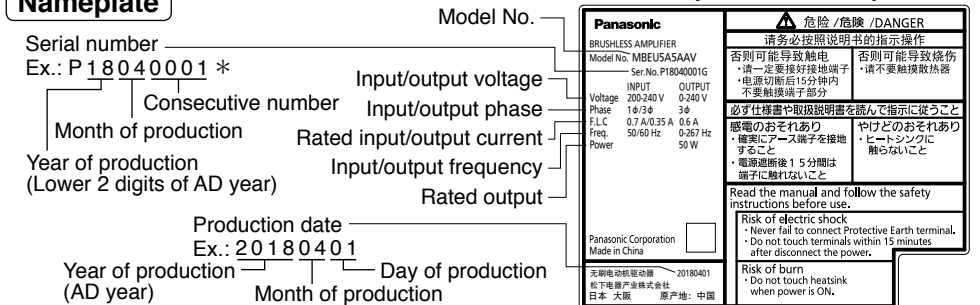 Nameplate
Model No.
Serial number
Ex.: P18040001＊
Consecutive number
Month of production
Year of production
(Lower 2 digits of AD year)
Input/output voltage
Input/output phase
Rated input/output current
Input/output frequency
Rated output
Production date
Ex.: 20180401
Year of production
(AD year)
Month of production
Day of production
Panasonic
BRUSHLESS AMPLIFIER
Model No. MBEU5A5AAV
Ser.No. P18040001G
INPUT OUTPUT
Voltage 200-240 V 0-240 V
Phase 1ϕ/3ϕ 3ϕ
F.L.C 0.7 A/0.35 A 0.6 A
Freq. 50/60 Hz 0-267 Hz
Power 50 W
Panasonic Corporation
Made in China
无刷电动机驱动器 20180401
松下电器产业株式会社
日本 大阪 原产地: 中国
危险 /危険 /DANGER
请务必按照说明书的指示操作
否则可能导致触电
・请一定要接好接地端子
・电源切断后15分钟内
不要触摸端子部分
否则可能导致烧伤
・请不要触摸散热器
必ず仕様書や取扱説明書を読んで指示に従うこと
感電のおそれあり
・確実にアース端子を接地
すること
・電源遮断後１５分間は
端子に触れないこと
やけどのおそれあり
・ヒートシンクに
触らないこと
Read the manual and follow the safety
instructions before use.
Risk of electric shock
・Never fail to connect Protective Earth terminal.
・Do not touch terminals within 15 minutes
after disconnect the power.
Risk of burn
・Do not touch heatsink
when power is ON.